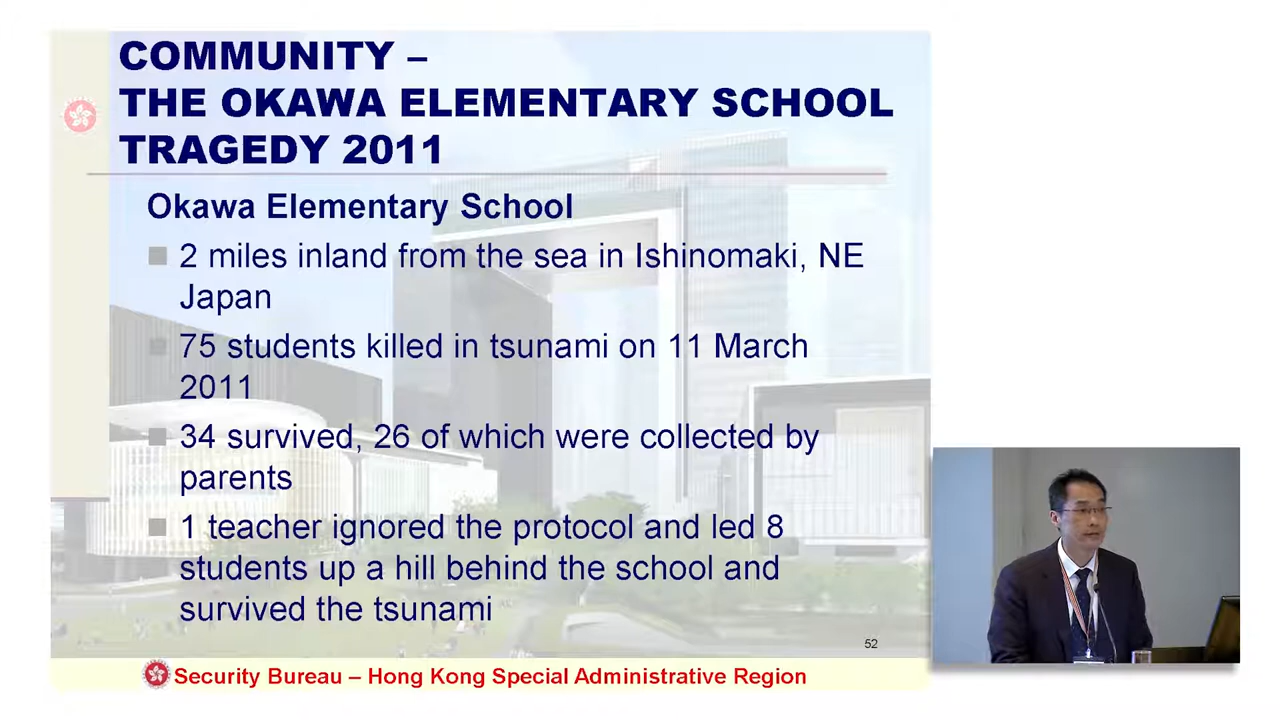 COMMUNITY –
THE OKAWA ELEMENTARY SCHOOL
TRAGEDY 2011
Okawa Elementary School
2 miles inland from the sea in Ishinomaki, NE
Japan
75 students killed in tsunami on 11 March
2011
34 survived, 26 of which were collected by
parents
1 teacher ignored the protocol and led 8
students up a hill behind the school and
survived the tsunami
52
Security Bureau – Hong Kong Special Administrative Region